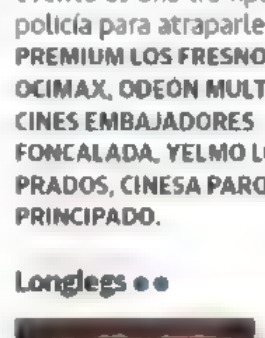 policía para atraparle
PREMIUM LOS FRESNO
OCIMAX, ODEÓN MULT
CINES EMBAJADORES
FONCALADA, YELMO L
PRADOS, CINESA PARQ
PRINCIPADO.
Longlegs ●●